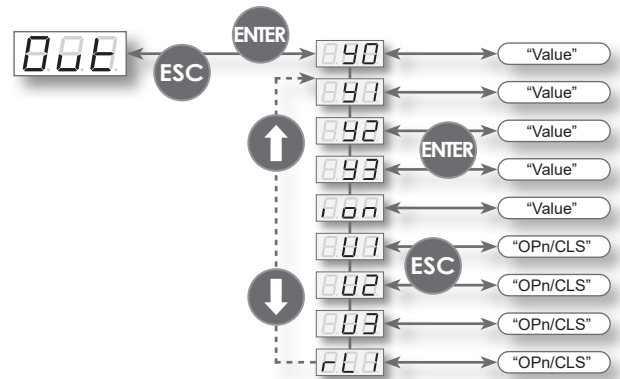 Out
ENTER
ESC
y0 "Value"
y1 "Value"
y2 "Value"
ENTER
y3 "Value"
ion "Value"
U1 "OPn/CLS"
ESC
U2 "OPn/CLS"
U3 "OPn/CLS"
rL1 "OPn/CLS"